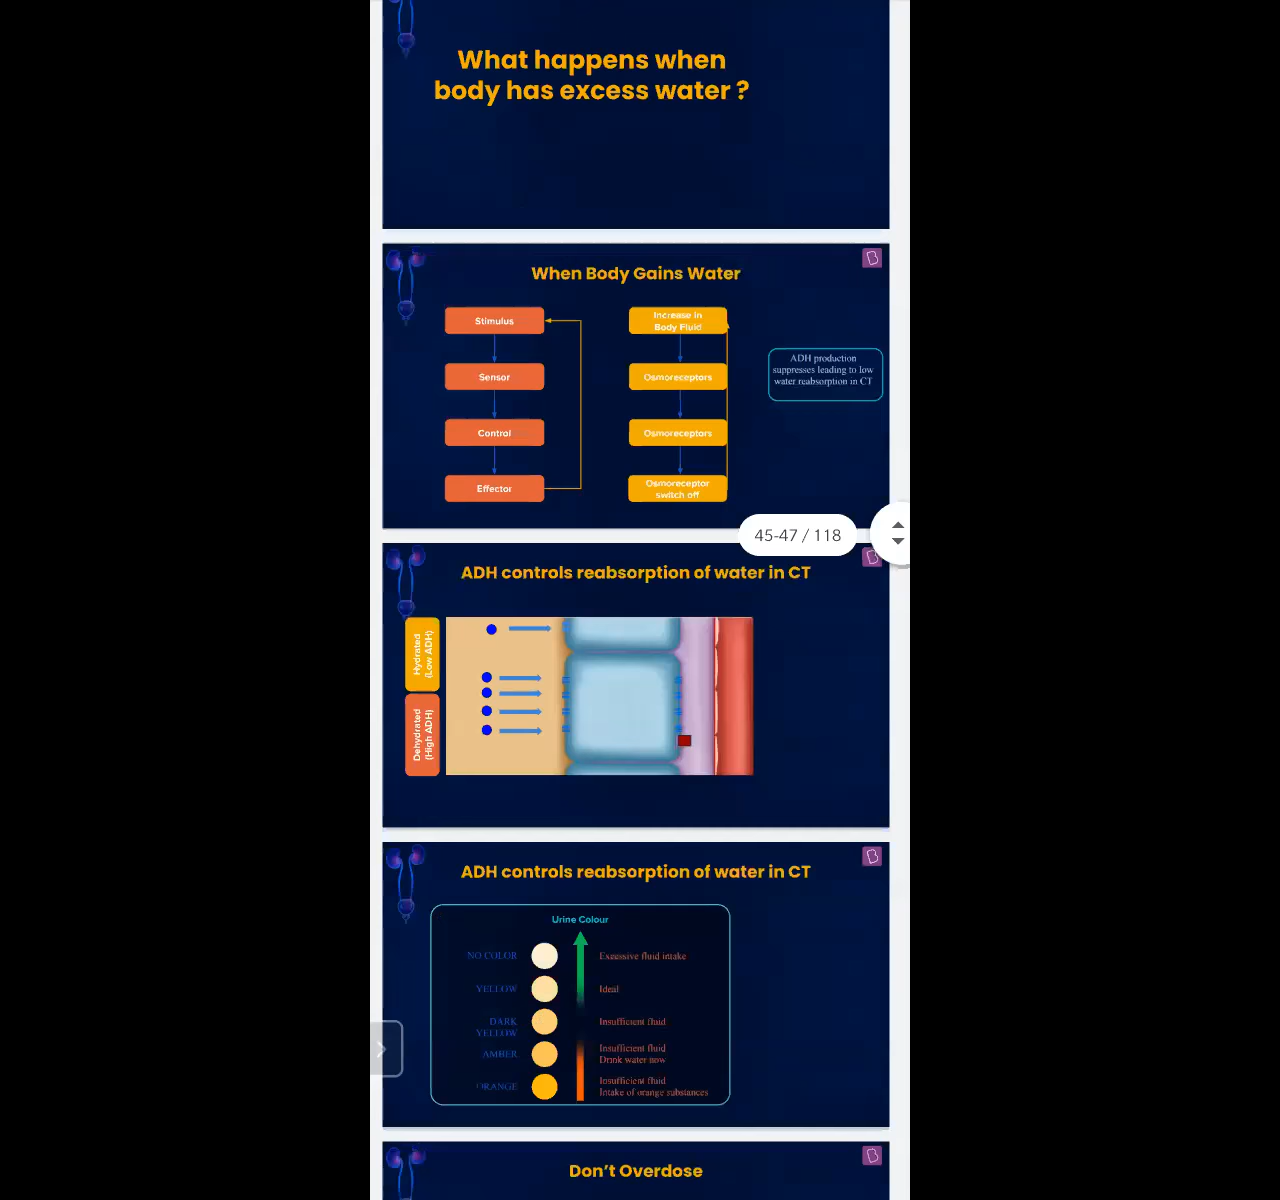 What happens when
body has excess water ?
When Body Gains Water
Stimulus
Sensor
Control
Effector
Increase in
Body Fluid
Osmoreceptors
Osmoreceptors
Osmoreceptor
switch off
ADH production
suppresses leading to low
water reabsorption in CT
45-47 / 118
ADH controls reabsorption of water in CT
Hydrated
(Low ADH)
Dehydrated
(High ADH)
ADH controls reabsorption of water in CT
Urine Colour
NO COLOR
Excessive fluid intake
YELLOW
Ideal
DARK
YELLOW
Insufficient fluid
AMBER
Insufficient fluid
Drink water now
ORANGE
Insufficient fluid
Intake of orange substances
Don't Overdose